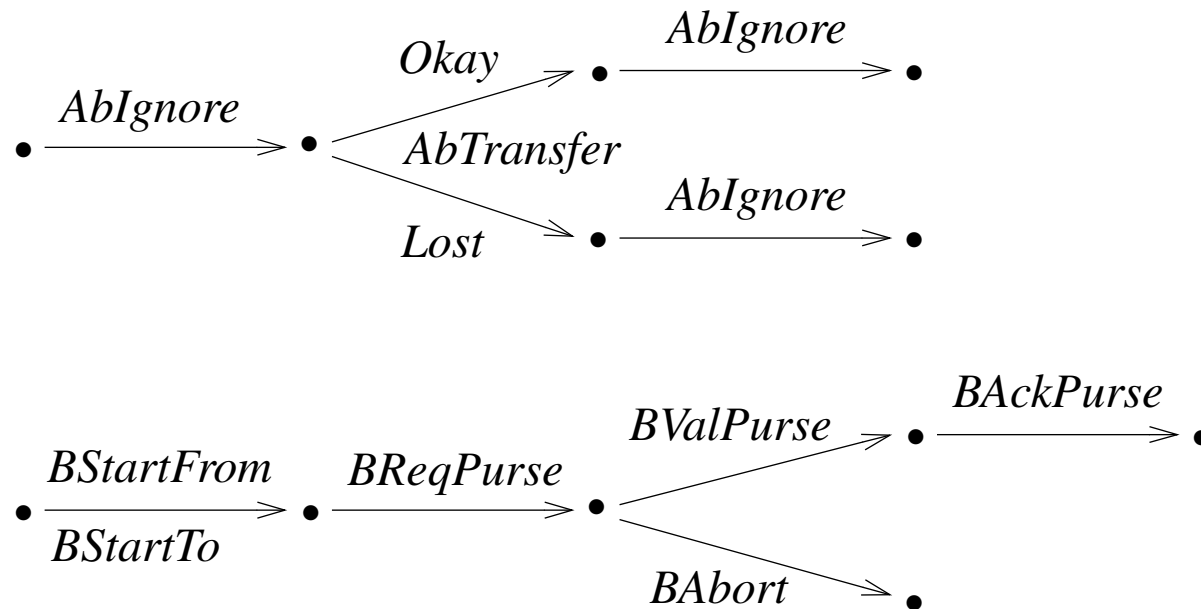 AbIgnore
Okay
AbIgnore
AbTransfer
Lost
AbIgnore
BStartFrom
BStartTo
BReqPurse
BValPurse
BAckPurse
BAbort